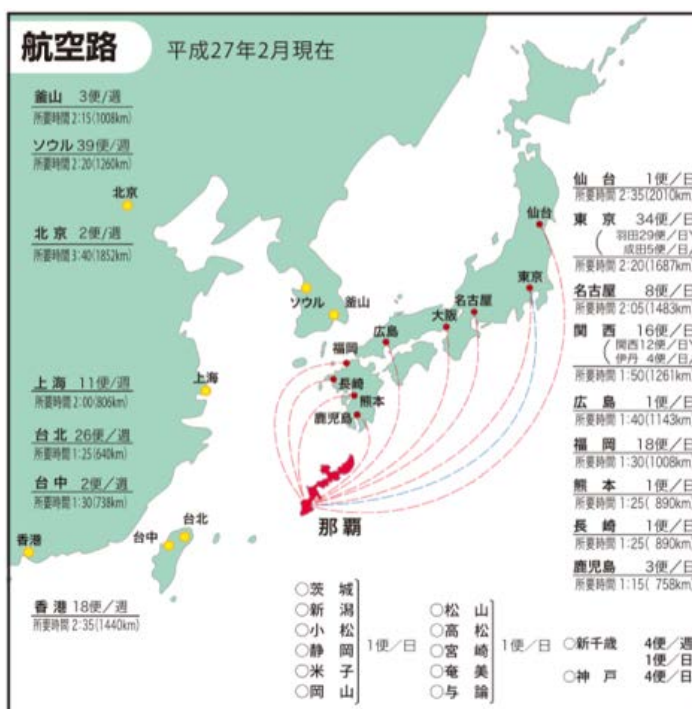 航空路 平成27年2月現在
釜山 3便/週
所要時間2:15(1008km)
ソウル 39便/週
所要時間2:20(1260km)
北京
北京 2便/週
所要時間3:40(1852km)
上海 11便/週
所要時間2:00(806km)
台北 26便/週
所要時間1:25(640km)
台中 2便/週
所要時間1:30(738km)
香港
香港 18便/週
所要時間2:35(1440km)
上海
台北
台中
ソウル
釜山
福岡
長崎
熊本
鹿児島
広島
大阪
名古屋
東京
仙台
那覇
仙台 1便/日
所要時間2:35(2010km)
東京 34便/日
(羽田29便/日
成田5便/日)
所要時間2:20(1687km)
名古屋 8便/日
所要時間2:05(1483km)
関西 16便/日
(関西12便/日
伊丹 4便/日)
所要時間1:50(1261km)
広島 1便/日
所要時間1:40(1143km)
福岡 18便/日
所要時間1:30(1008km)
熊本 1便/日
所要時間1:25( 890km)
長崎 1便/日
所要時間1:25( 890km)
鹿児島 3便/日
所要時間1:15( 758km)
○茨城
○新潟
○小松
○静岡
○米子
○岡山
1便/日
○松山
○高松
○宮崎
○奄美
○与論
1便/日
○新千歳 4便/週
1便/日
○神戸 4便/日